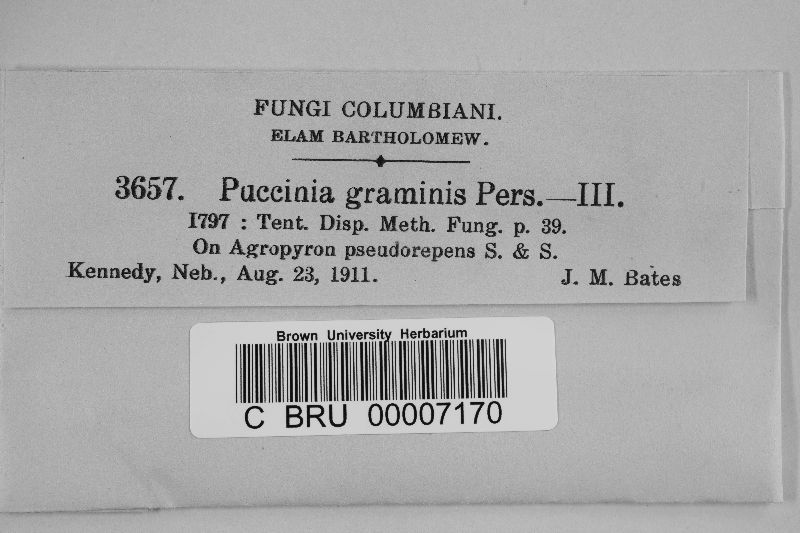 FUNGI COLUMBIANI.
ELAM BARTHOLOMEW.
3657. Puccinia graminis Pers.—III.
1797 : Tent. Disp. Meth. Fung. p. 39.
On Agropyron pseudorepens S. & S.
Kennedy, Neb., Aug. 23, 1911. J. M. Bates
Brown University Herbarium
C BRU 00007170